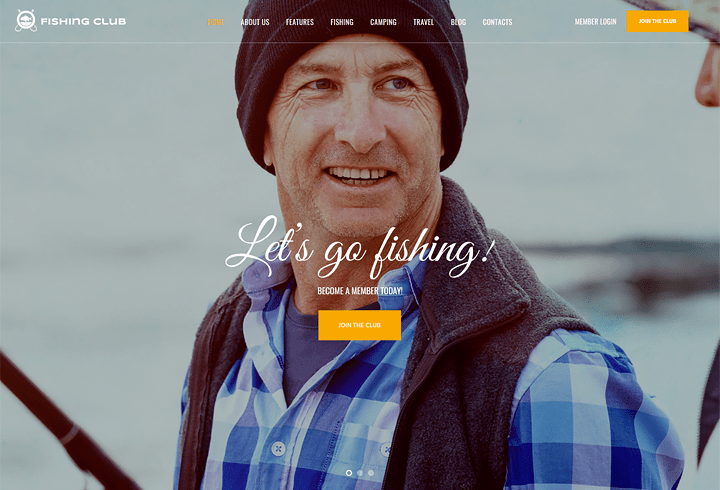 FISHING CLUB
HOME ABOUT US FEATURES FISHING CAMPING TRAVEL BLOG CONTACTS
MEMBER LOGIN
JOIN THE CLUB
Let's go fishing!
BECOME A MEMBER TODAY!
JOIN THE CLUB